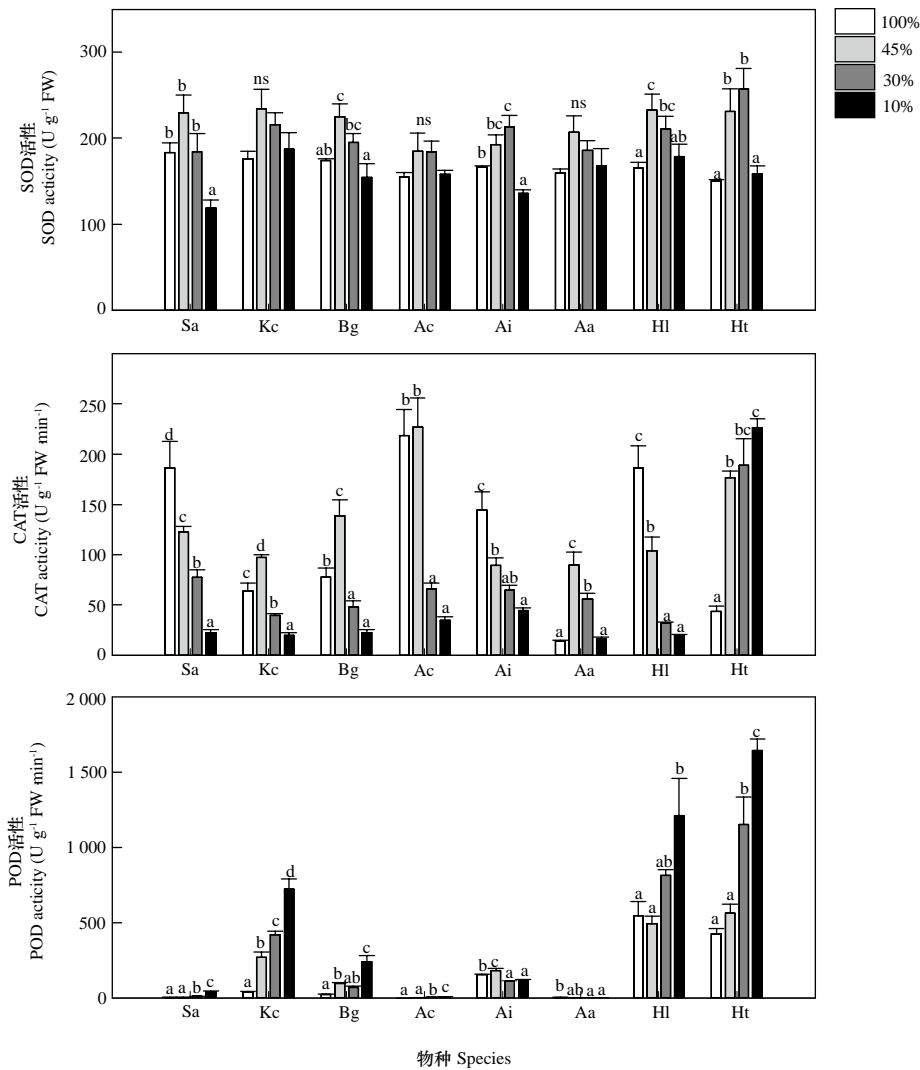 100%
45%
30%
10%
SOD活性
SOD acticity (U g⁻¹ FW)
300
200
100
0
b b b a
ns
ab c bc a
ns
b bc c a
ns
a c bc ab
a b b a
Sa Kc Bg Ac Ai Aa Hl Ht
CAT活性
CAT acticity (U g⁻¹ FW min⁻¹)
250
200
150
100
50
0
d c b a
c d b a
b c a a
b b a a
c b ab a
a c b a
c b a a
a b bc c
Sa Kc Bg Ac Ai Aa Hl Ht
POD活性
POD acticity (U g⁻¹ FW min⁻¹)
2 000
1 500
1 000
500
0
a a b c
a b c d
a b ab c
a a b c
b c a a
b ab a a
a a ab b
a a b c
Sa Kc Bg Ac Ai Aa Hl Ht
物种 Species